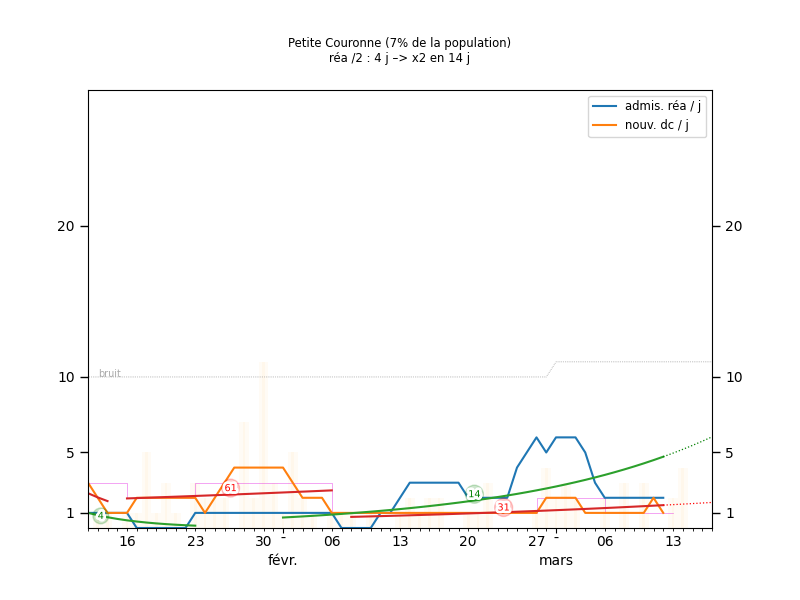 Petite Couronne (7% de la population)
réa /2 : 4 j –> x2 en 14 j
admis. réa / j
nouv. dc / j
20 20
bruit
10 10
5 5
61
14
31
4
1 1
16 23 30 - 06 13 20 27 - 06 13
févr. mars